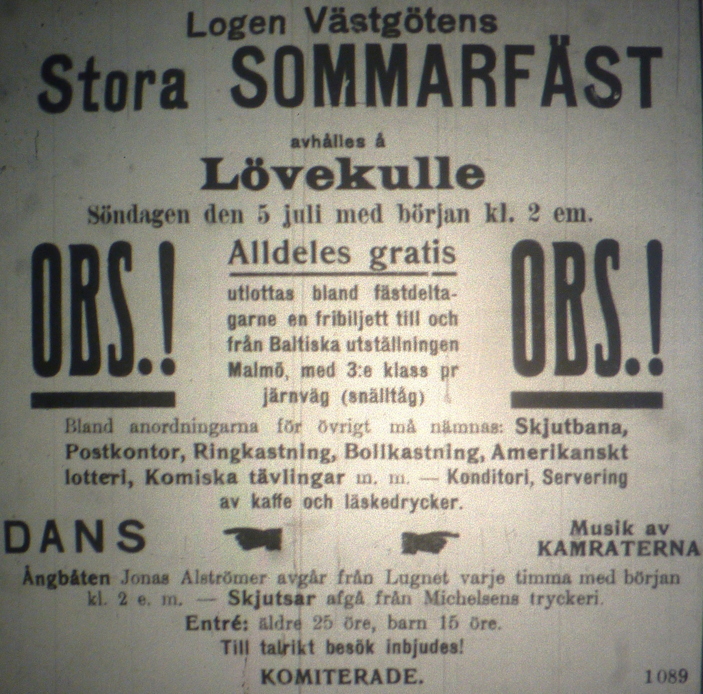 Logen Västgötens
Stora SOMMARFÄST
avhålles å
Lövekulle
Söndagen den 5 juli med början kl. 2 em.
OBS.!
Alldeles gratis
utlottas bland fästdelta-
garne en fribiljett till och
från Baltiska utställningen
Malmö, med 3:e klass pr
järnväg (snälltåg)
OBS.!
Bland anordningarna för övrigt må nämnas: Skjutbana,
Postkontor, Ringkastning, Bollkastning, Amerikanskt
lotteri, Komiska tävlingar m. m. — Konditori, Servering
av kaffe och läskedrycker.
DANS
Musik av
KAMRATERNA
Ångbåten Jonas Alströmer avgår från Lugnet varje timma med början
kl. 2 e. m. — Skjutsar afgå från Michelsens tryckeri.
Entré: äldre 25 öre, barn 15 öre.
Till talrikt besök inbjudes!
KOMITERADE.
1089